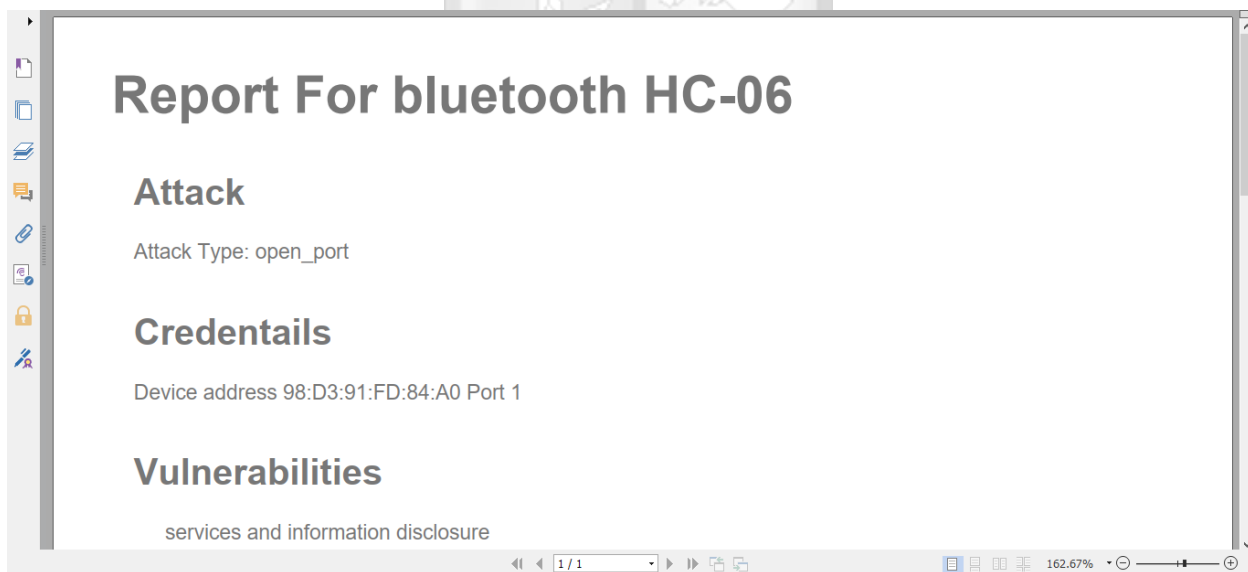 Report For bluetooth HC-06
Attack
Attack Type: open_port
Credentails
Device address 98:D3:91:FD:84:A0 Port 1
Vulnerabilities
services and information disclosure
1 / 1
162.67%